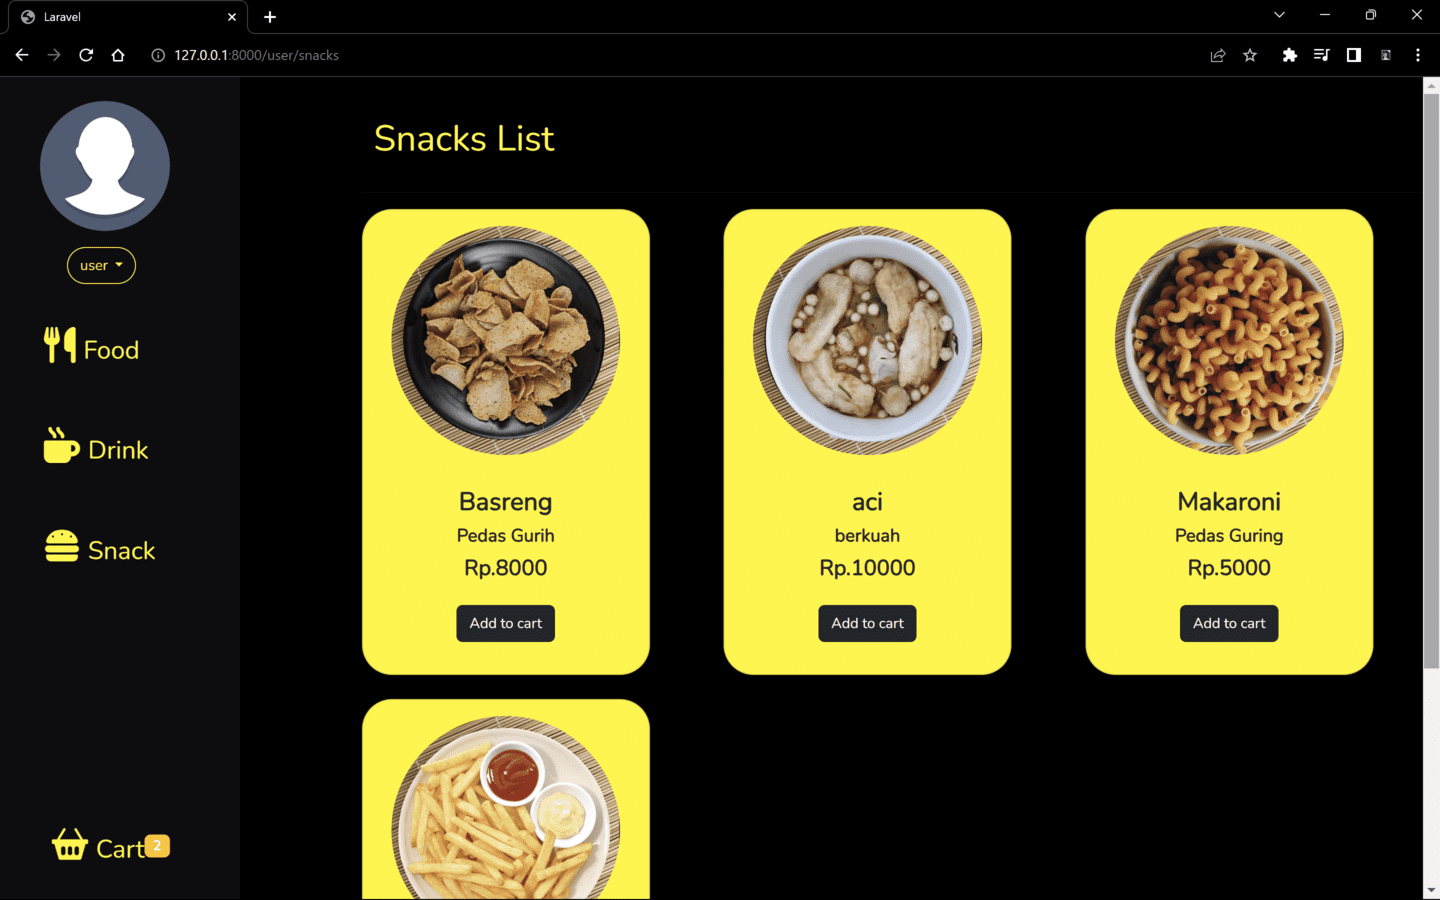 Laravel
127.0.0.1:8000/user/snacks
user
Food
Drink
Snack
Cart 2
Snacks List
Basreng
Pedas Gurih
Rp.8000
Add to cart
aci
berkuah
Rp.10000
Add to cart
Makaroni
Pedas Guring
Rp.5000
Add to cart